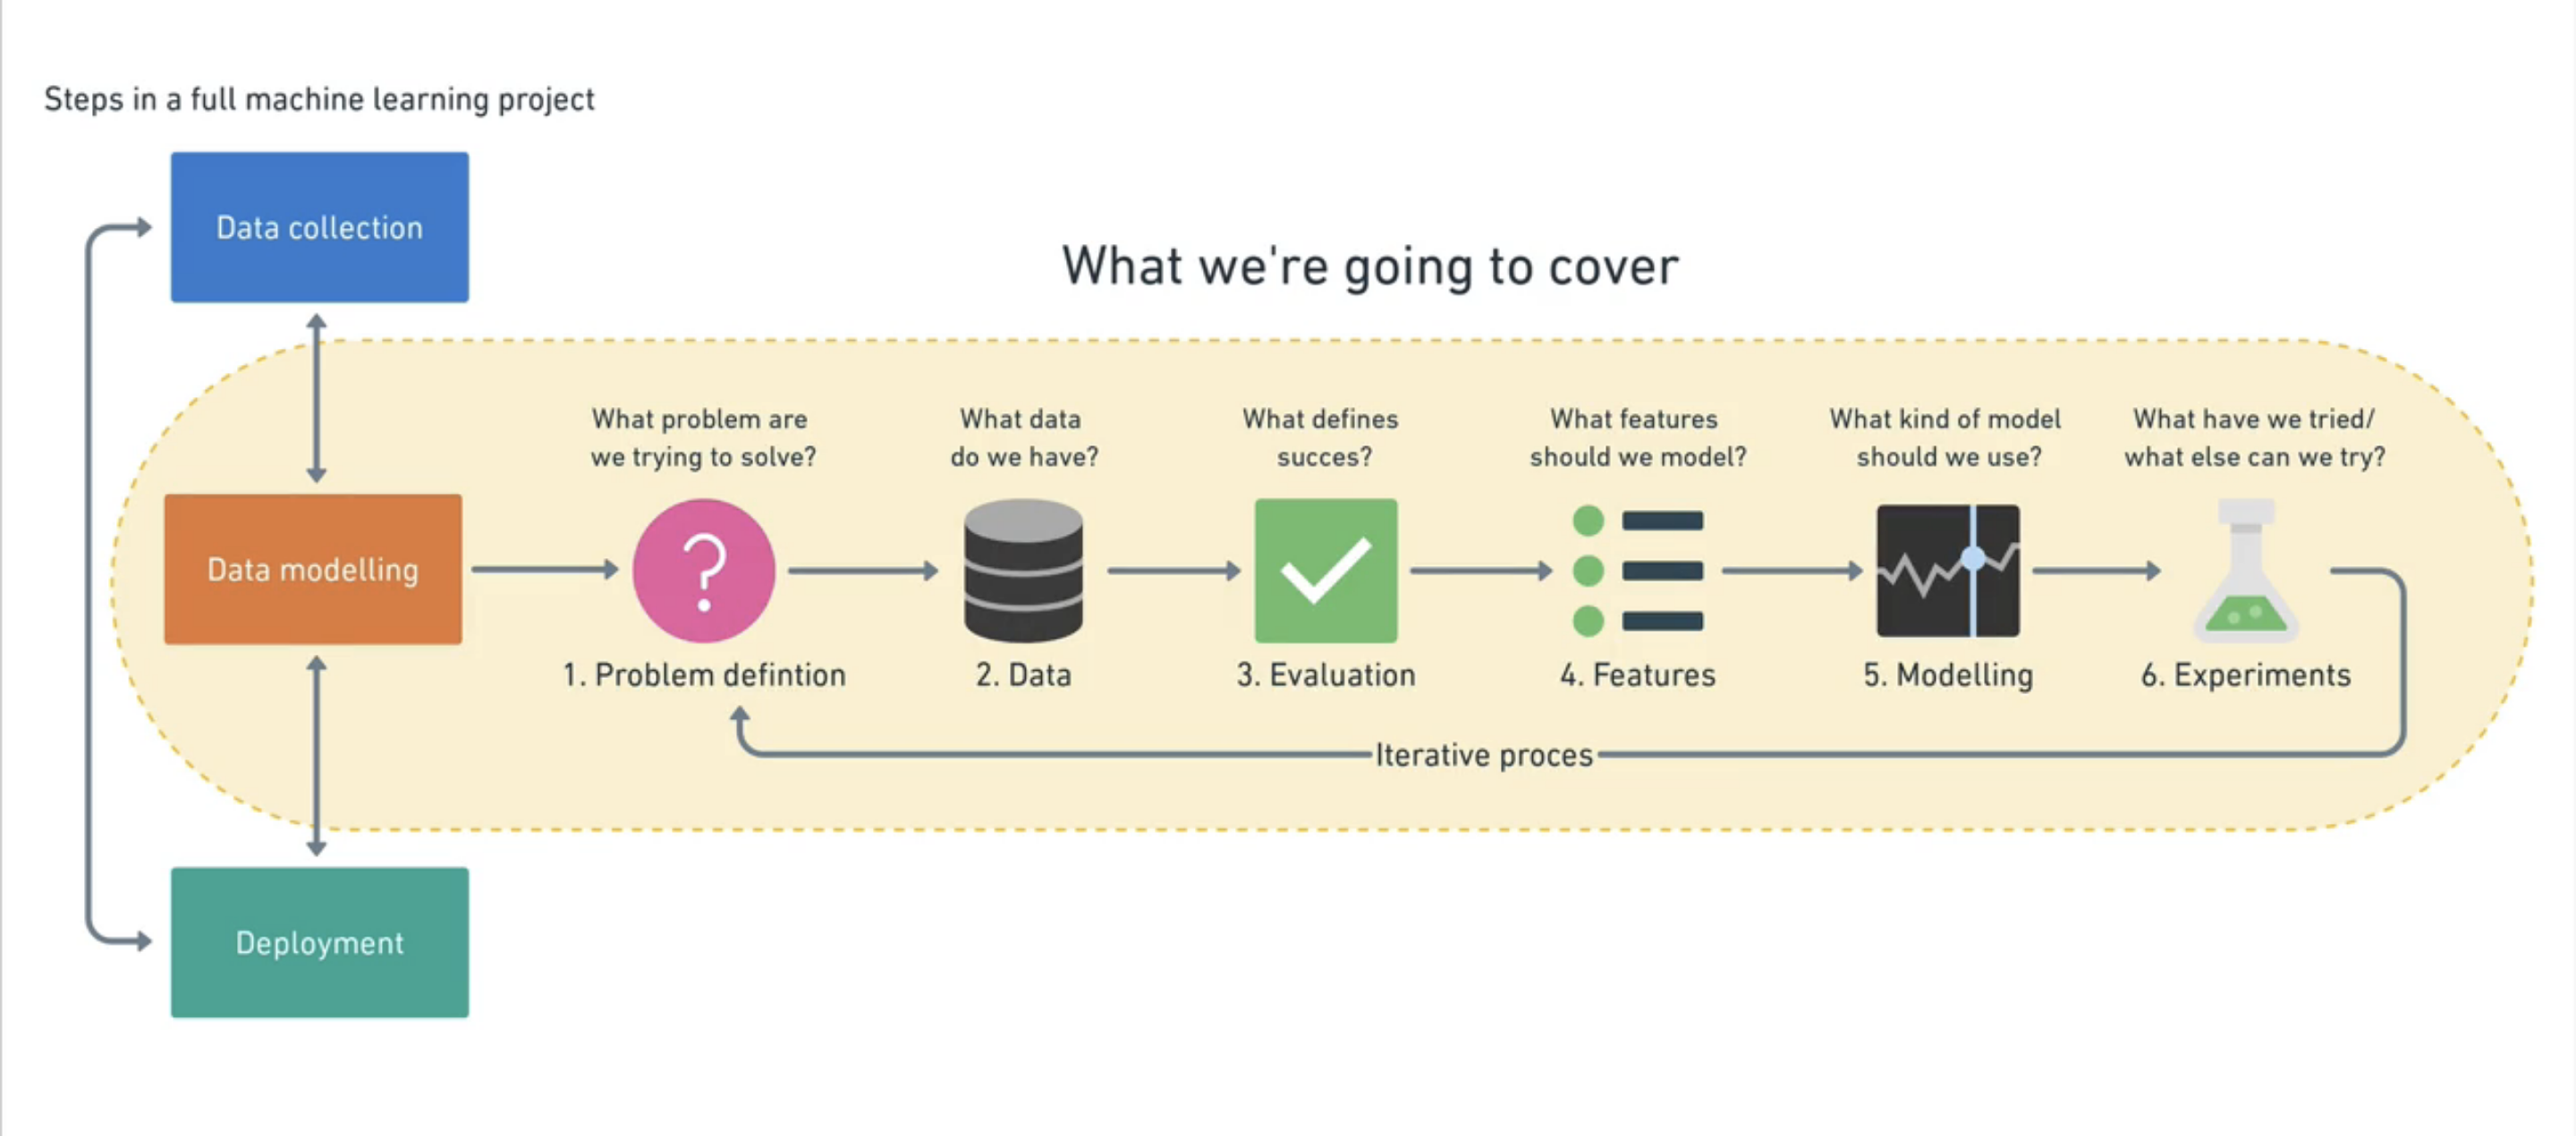 Steps in a full machine learning project
Data collection
What we're going to cover
What problem are
we trying to solve?
What data
do we have?
What defines
succes?
What features
should we model?
What kind of model
should we use?
What have we tried/
what else can we try?
Data modelling
?
1. Problem defintion
2. Data
3. Evaluation
4. Features
5. Modelling
6. Experiments
Iterative proces
Deployment